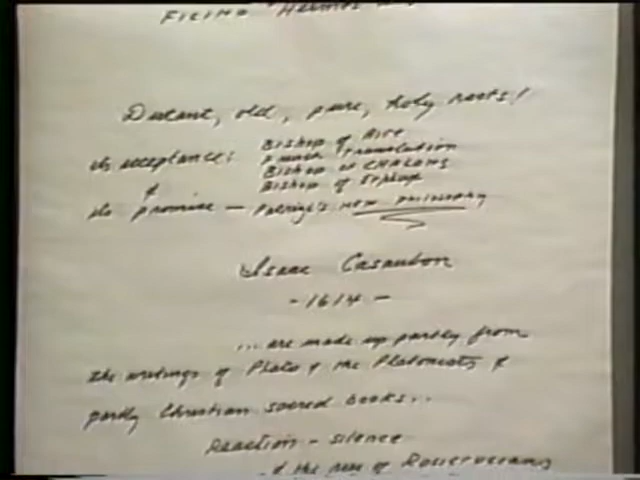 FICINO "Hermes
Distant, old, pure, holy roots!
its acceptance: Bishop of Aire
French Translation
Bishop of CHALONS
Bishop of
&
its promise — Patrizi's NEW PHILOSOPHY
Isaac Casaubon
- 1614 -
... are made up partly from
the writings of Plato & the Platonists &
partly Christian sacred books...
Reaction - silence
& the rise of Rosicrucians